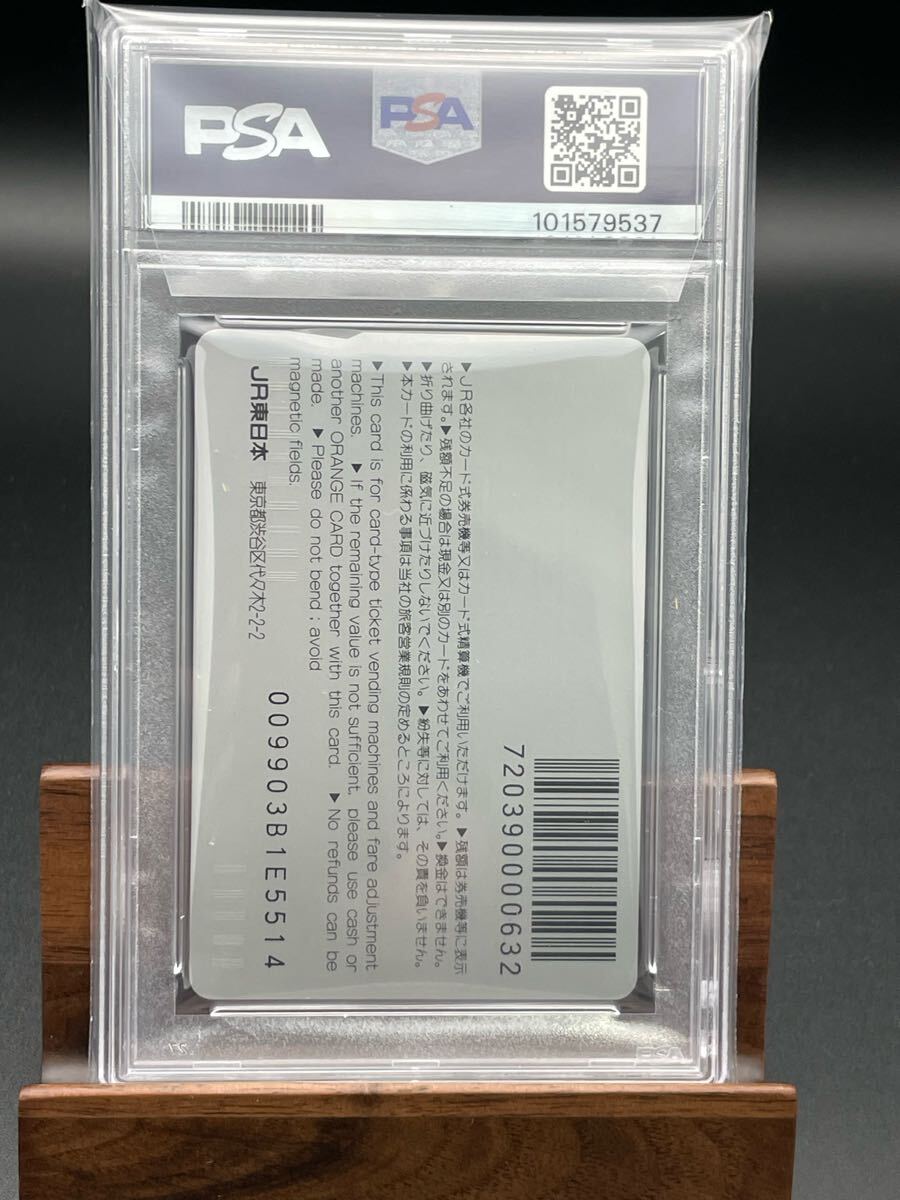 PSA
PSA
101579537
▶JR各社のカード式券売機等又はカード式精算機でご利用いただけます。▶残額は券売機等に表示
されます。▶残額不足の場合は現金又は別のカードをあわせてご利用ください。▶換金はできません。
▶折り曲げたり、磁気に近づけたりしないでください。▶紛失等に対しては、その責を負いません。
▶本カードの利用に係わる事項は当社の旅客営業規則の定めるところによります。
▶This card is for card-type ticket vending machines and fare adjustment
machines. ▶If the remaining value is not sufficient, please use cash or
another ORANGE CARD together with this card. ▶No refunds can be
made. ▶Please do not bend ; avoid
magnetic fields.
JR東日本 東京都渋谷区代々木2-2-2
009903B1E5514
7203900000632
PSA